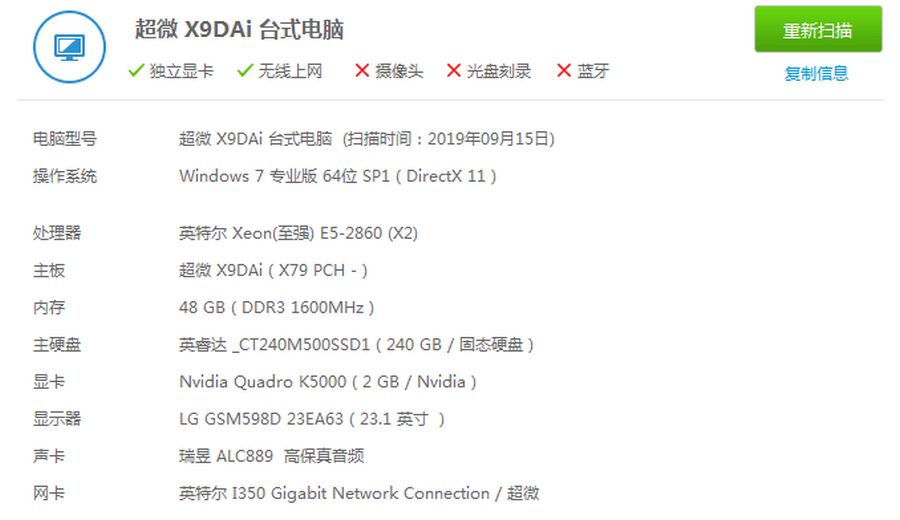 超微 X9DAi 台式电脑
重新扫描
独立显卡 无线上网 摄像头 光盘刻录 蓝牙
复制信息
电脑型号 超微 X9DAi 台式电脑 (扫描时间：2019年09月15日)
操作系统 Windows 7 专业版 64位 SP1 ( DirectX 11 )
处理器 英特尔 Xeon(至强) E5-2860 (X2)
主板 超微 X9DAi ( X79 PCH - )
内存 48 GB ( DDR3 1600MHz )
主硬盘 英睿达 _CT240M500SSD1 ( 240 GB / 固态硬盘 )
显卡 Nvidia Quadro K5000 ( 2 GB / Nvidia )
显示器 LG GSM598D 23EA63 ( 23.1 英寸 )
声卡 瑞昱 ALC889 高保真音频
网卡 英特尔 I350 Gigabit Network Connection / 超微